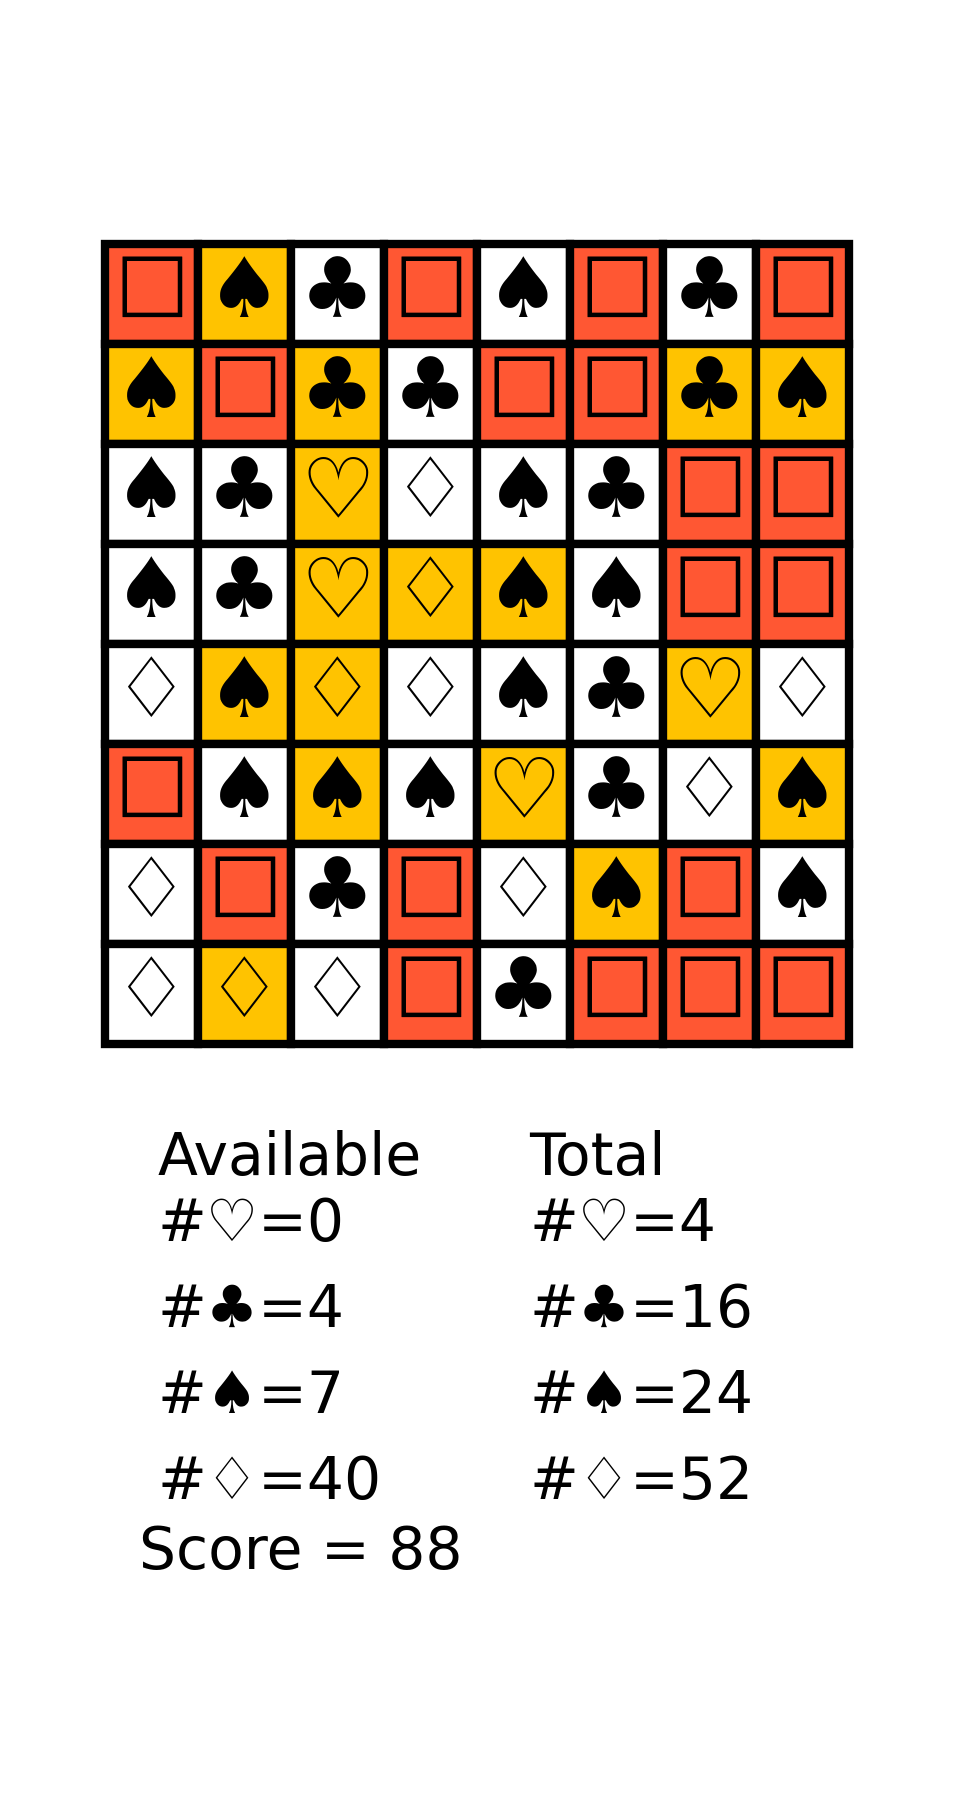 □ ♠ ♣ □ ♠ □ ♣ □
♠ □ ♣ ♣ □ □ ♣ ♠
♠ ♣ ♡ ♢ ♠ ♣ □ □
♠ ♣ ♡ ♢ ♠ ♠ □ □
♢ ♠ ♢ ♢ ♠ ♣ ♡ ♢
□ ♠ ♠ ♠ ♡ ♣ ♢ ♠
♢ □ ♣ □ ♢ ♠ □ ♠
♢ ♢ ♢ □ ♣ □ □ □
Available Total
#♡=0 #♡=4
#♣=4 #♣=16
#♠=7 #♠=24
#♢=40 #♢=52
Score = 88